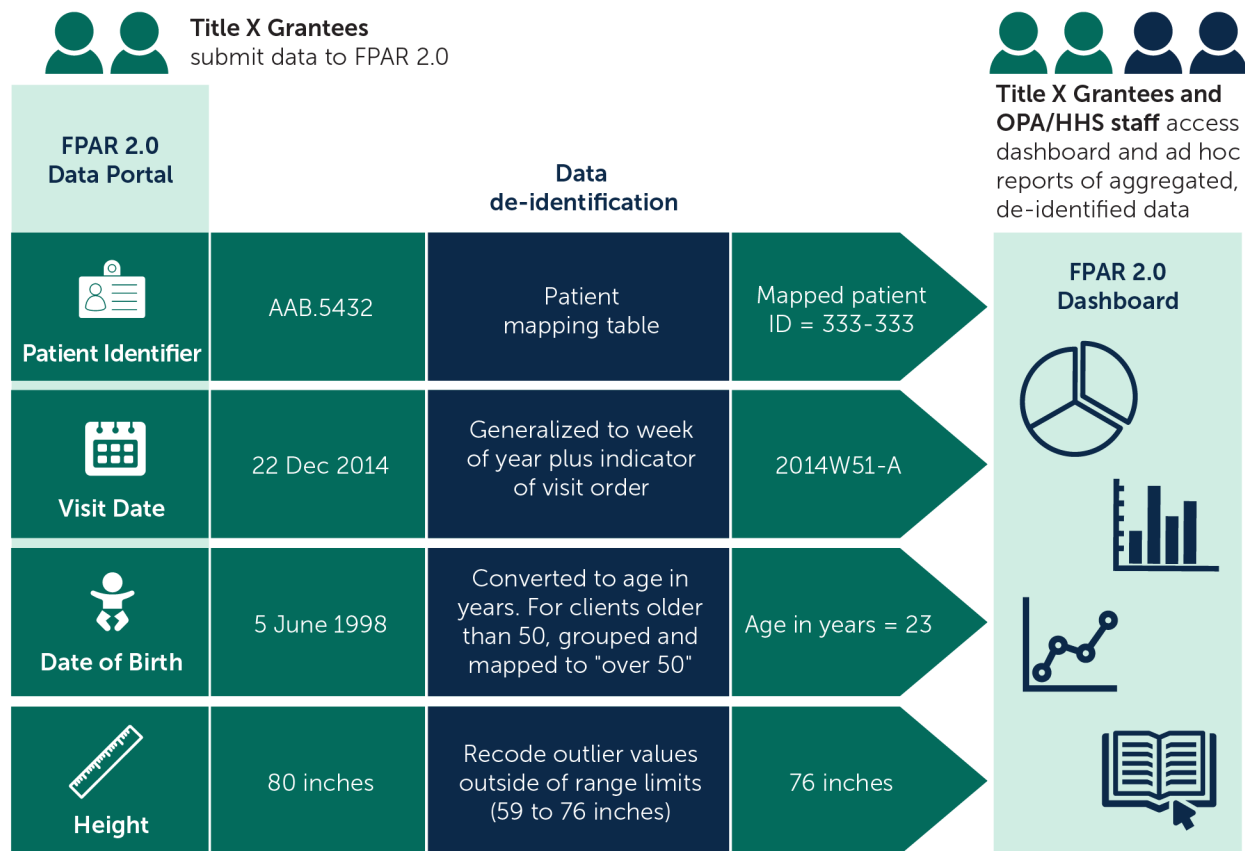 Title X Grantees
submit data to FPAR 2.0
Title X Grantees and
OPA/HHS staff access
dashboard and ad hoc
reports of aggregated,
de-identified data
FPAR 2.0
Data Portal
Data
de-identification
Patient Identifier
AAB.5432
Patient
mapping table
Mapped patient
ID = 333-333
FPAR 2.0
Dashboard
Visit Date
22 Dec 2014
Generalized to week
of year plus indicator
of visit order
2014W51-A
Date of Birth
5 June 1998
Converted to age in
years. For clients older
than 50, grouped and
mapped to "over 50"
Age in years = 23
Height
80 inches
Recode outlier values
outside of range limits
(59 to 76 inches)
76 inches